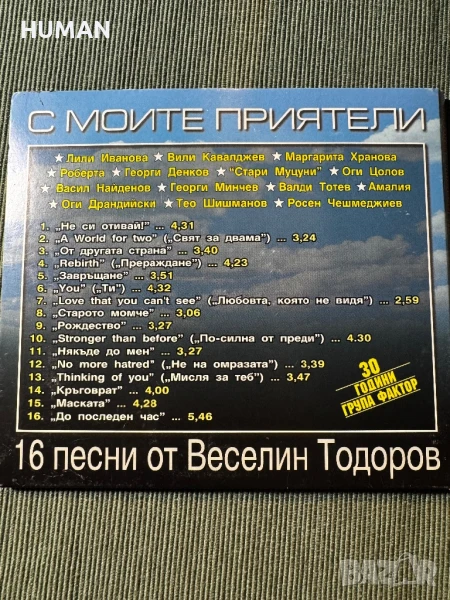 HUMAN
С МОИТЕ ПРИЯТЕЛИ
★ Лили Иванова ★ Вили Кавалджев ★ Маргарита Хранова
★ Роберта ★ Георги Денков ★ "Стари Муцуни" ★ Оги Цолов
★ Васил Найденов ★ Георги Минчев ★ Валди Тотев ★ Амалия
★ Оги Драндийски ★ Тео Шишманов ★ Росен Чешмеджиев
1. „Не си отивай!” ... 4,31
2. „A World for two” („Свят за двама”) ... 3,24
3. „От другата страна” ... 3,40
4. „Rebirth” („Прераждане”) ... 4,23
5. „Завръщане” ... 3,51
6. „You” („Ти”) ... 4,32
7. „Love that you can't see” („Любовта, която не видя”) ... 2,59
8. „Старото момче” ... 3,06
9. „Рождество” ... 3,27
10. „Stronger than before” („По-силна от преди”) ... 4.30
11. „Някъде до мен” ... 3,27
12. „No more hatred” („Не на омразата”) ... 3,39
13. „Thinking of you” („Мисля за теб”) ... 3,47
14. „Кръговрат” ... 4,00
15. „Маската” ... 4,28
16. „До последен час” ... 5,46
30
ГОДИНИ
ГРУПА ФАКТОР
16 песни от Веселин Тодоров
BAZAR